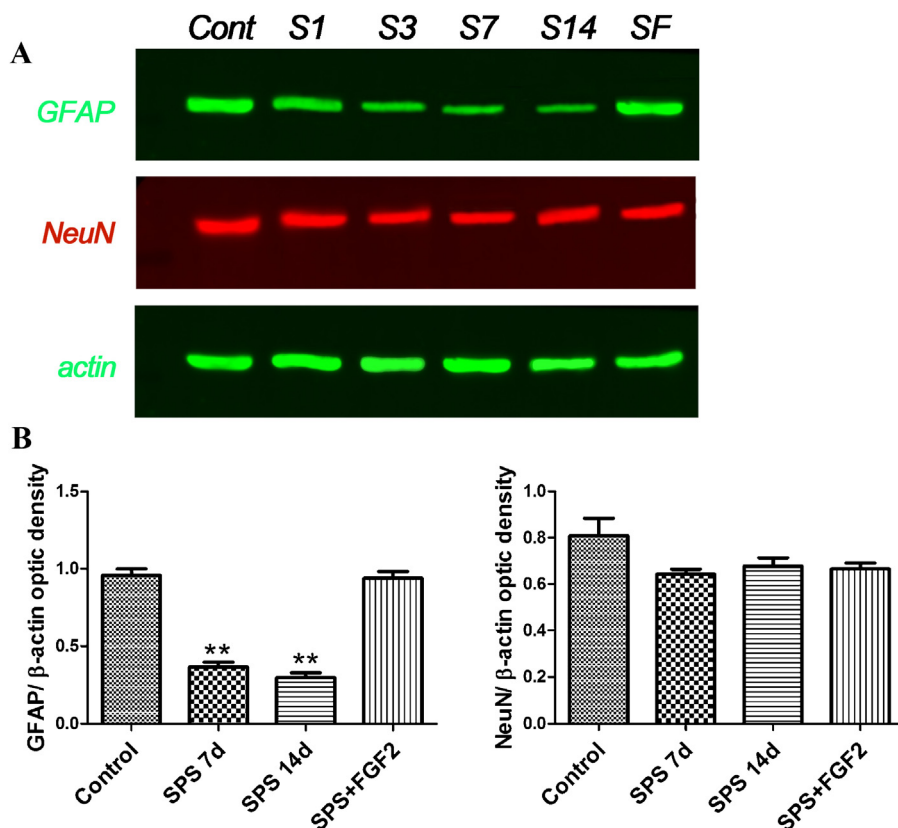 Cont S1 S3 S7 S14 SF
A
GFAP
NeuN
actin
B
GFAP/ β-actin optic density
1.5
1.0
0.5
0.0
** **
Control SPS 7d SPS 14d SPS+FGF2
NeuN/ β-actin optic density
1.0
0.8
0.6
0.4
0.2
0.0
Control SPS 7d SPS 14d SPS+FGF2